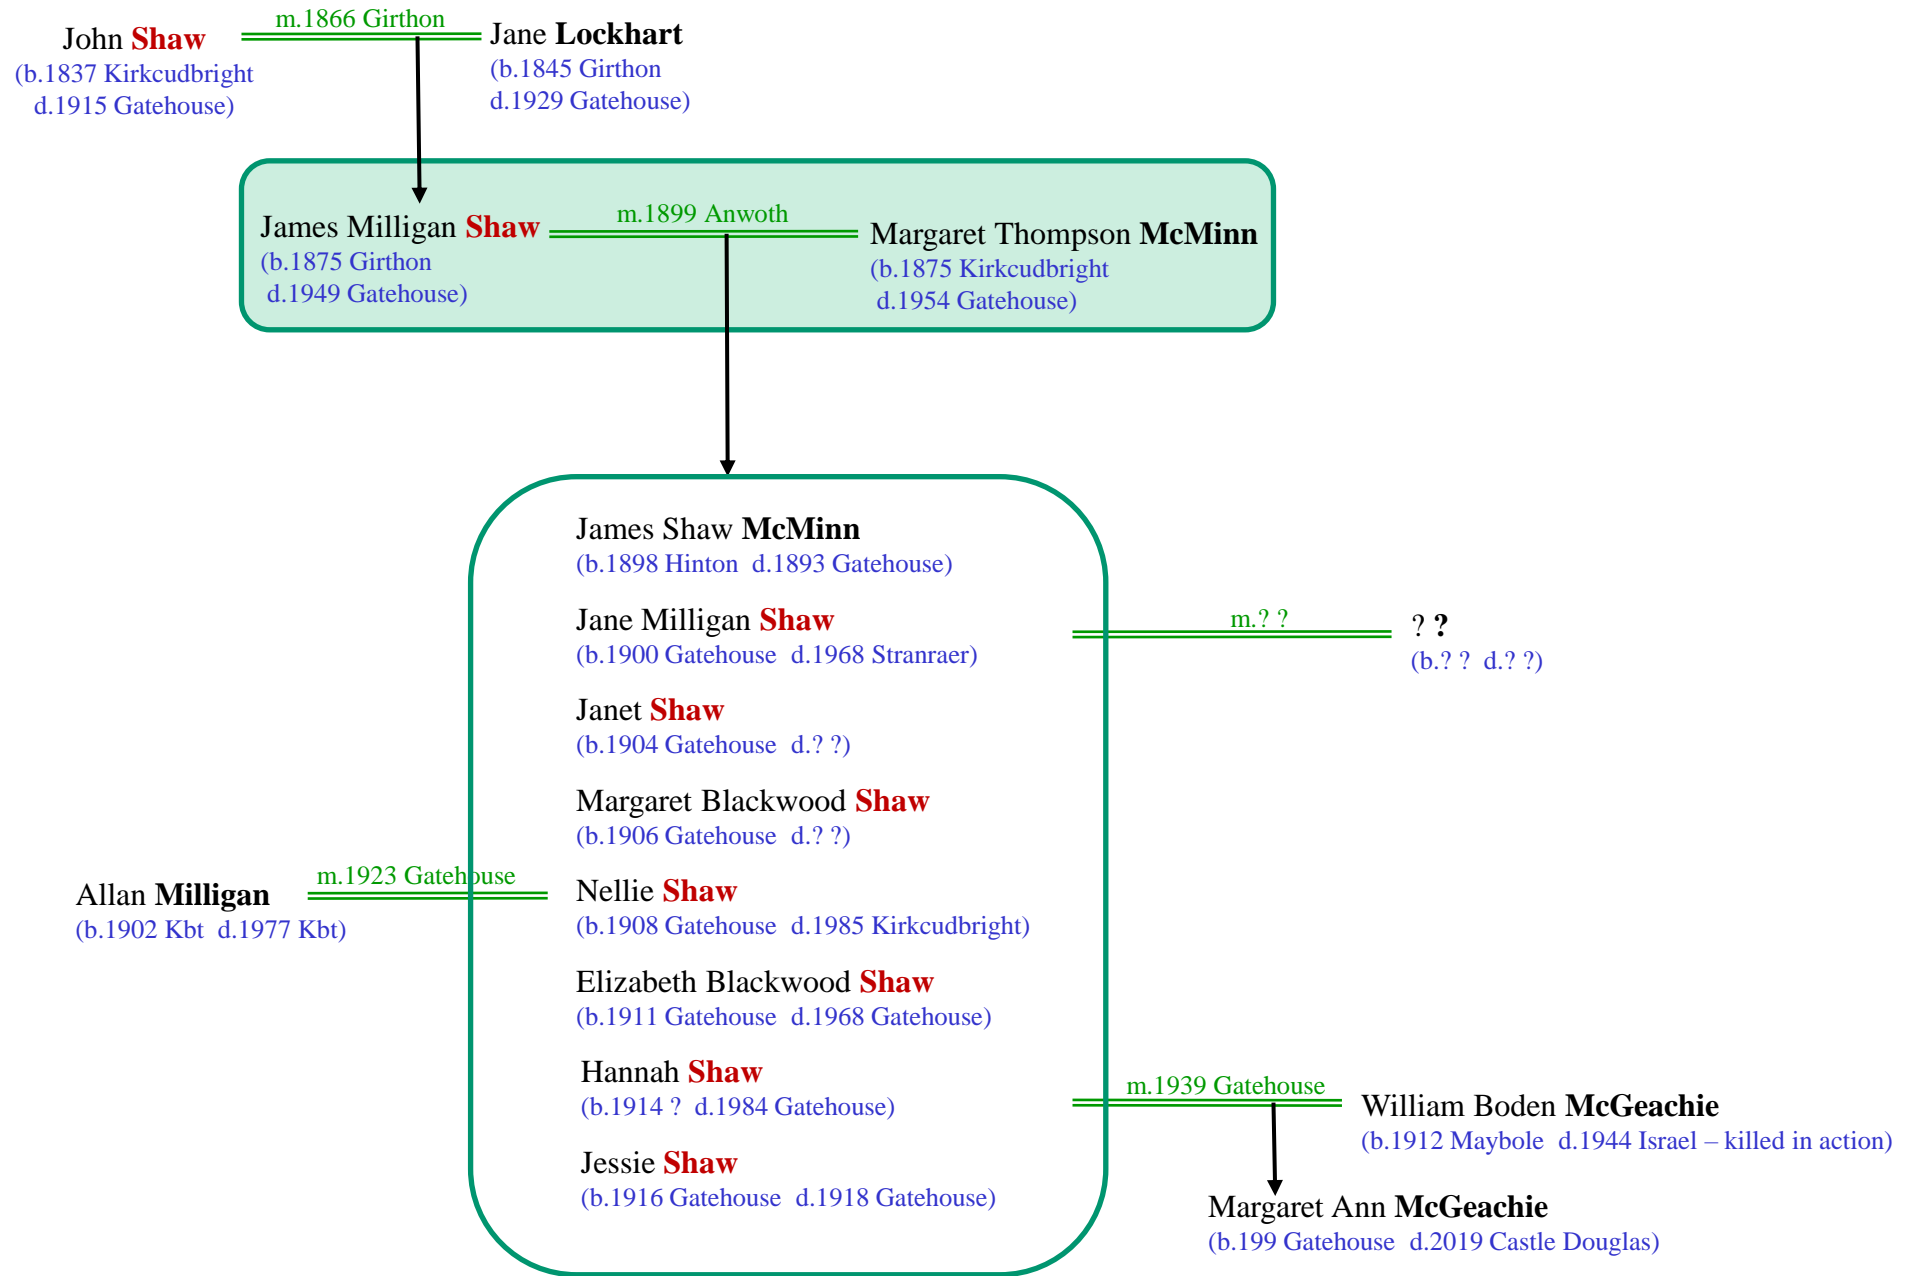 m.1866 Girthon
John Shaw
Jane Lockhart
(b.1837 Kirkcudbright
d.1915 Gatehouse)
(b.1845 Girthon
d.1929 Gatehouse)
James Milligan Shaw
m.1899 Anwoth
Margaret Thompson McMinn
(b.1875 Girthon
d.1949 Gatehouse)
(b.1875 Kirkcudbright
d.1954 Gatehouse)
James Shaw McMinn
(b.1898 Hinton d.1893 Gatehouse)
Jane Milligan Shaw
(b.1900 Gatehouse d.1968 Stranraer)
m.? ?
? ?
(b.? ? d.? ?)
Janet Shaw
(b.1904 Gatehouse d.? ?)
Margaret Blackwood Shaw
(b.1906 Gatehouse d.? ?)
Allan Milligan
(b.1902 Kbt d.1977 Kbt)
m.1923 Gatehouse
Nellie Shaw
(b.1908 Gatehouse d.1985 Kirkcudbright)
Elizabeth Blackwood Shaw
(b.1911 Gatehouse d.1968 Gatehouse)
Hannah Shaw
(b.1914 ? d.1984 Gatehouse)
m.1939 Gatehouse
William Boden McGeachie
(b.1912 Maybole d.1944 Israel – killed in action)
Jessie Shaw
(b.1916 Gatehouse d.1918 Gatehouse)
Margaret Ann McGeachie
(b.199 Gatehouse d.2019 Castle Douglas)